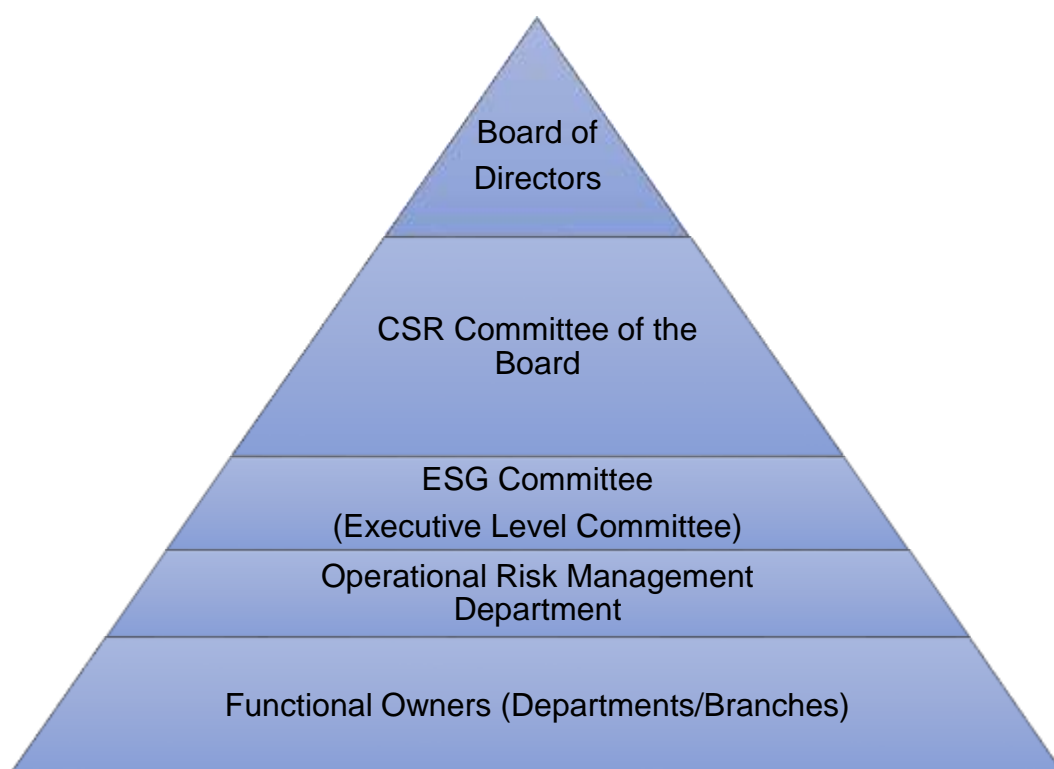 Board of
Directors
CSR Committee of the
Board
ESG Committee
(Executive Level Committee)
Operational Risk Management
Department
Functional Owners (Departments/Branches)